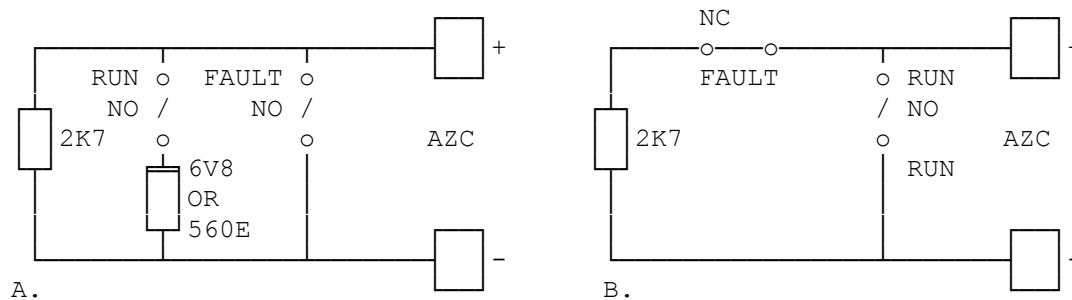 NC
+
+
RUN
FAULT
FAULT
RUN
NO
NO
NO
2K7
AZC
2K7
AZC
6V8
RUN
OR
560E
−
A.
B.